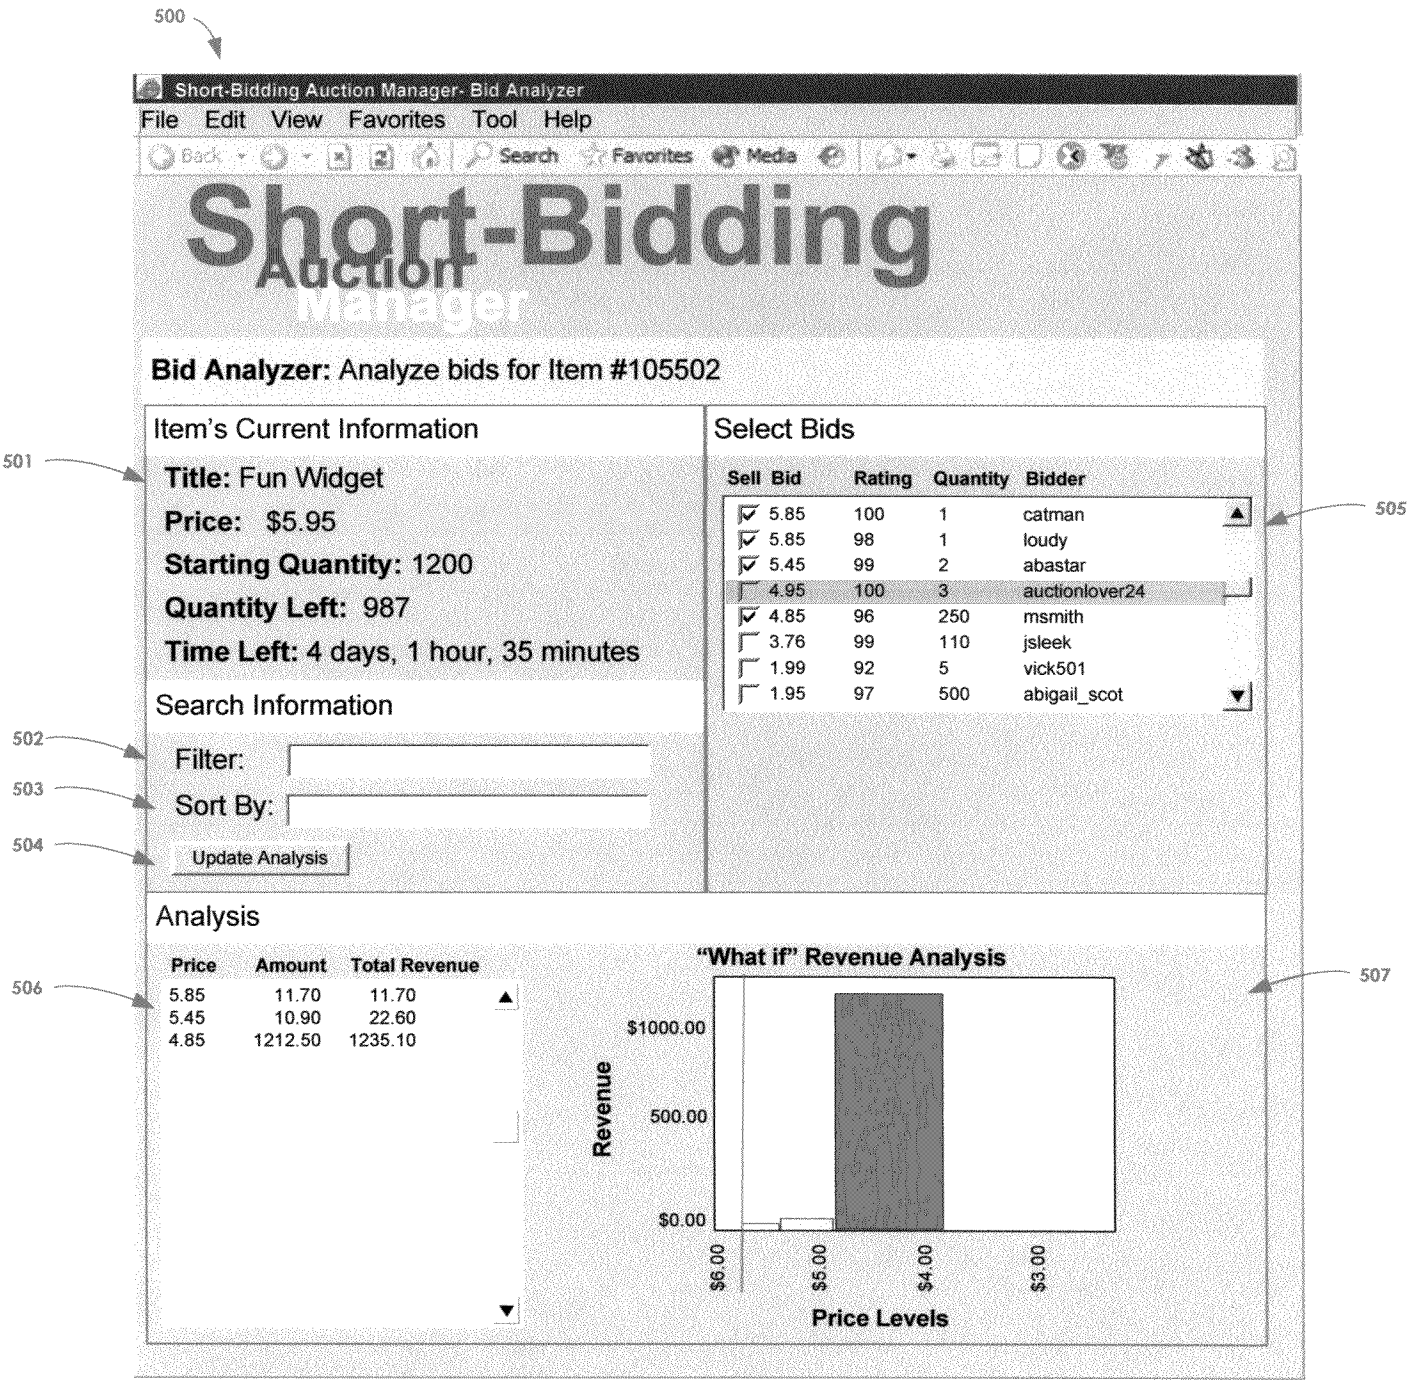 500
Short-Bidding Auction Manager- Bid Analyzer
File Edit View Favorites Tool Help
Back Search Favorites Media
Short-Bidding
Auction
Manager
Bid Analyzer: Analyze bids for Item #105502
Item's Current Information
501
Title: Fun Widget
Price: $5.95
Starting Quantity: 1200
Quantity Left: 987
Time Left: 4 days, 1 hour, 35 minutes
Search Information
502
Filter:
503
Sort By:
504
Update Analysis
Select Bids
Sell Bid Rating Quantity Bidder
505
5.85 100 1 catman
5.85 98 1 loudy
5.45 99 2 abastar
4.95 100 3 auctionlover24
4.85 96 250 msmith
3.76 99 110 jsleek
1.99 92 5 vick501
1.95 97 500 abigail_scot
Analysis
506
Price Amount Total Revenue
5.85 11.70 11.70
5.45 10.90 22.60
4.85 1212.50 1235.10
"What if" Revenue Analysis
507
$1000.00
500.00
$0.00
Revenue
$6.00 $5.00 $4.00 $3.00
Price Levels